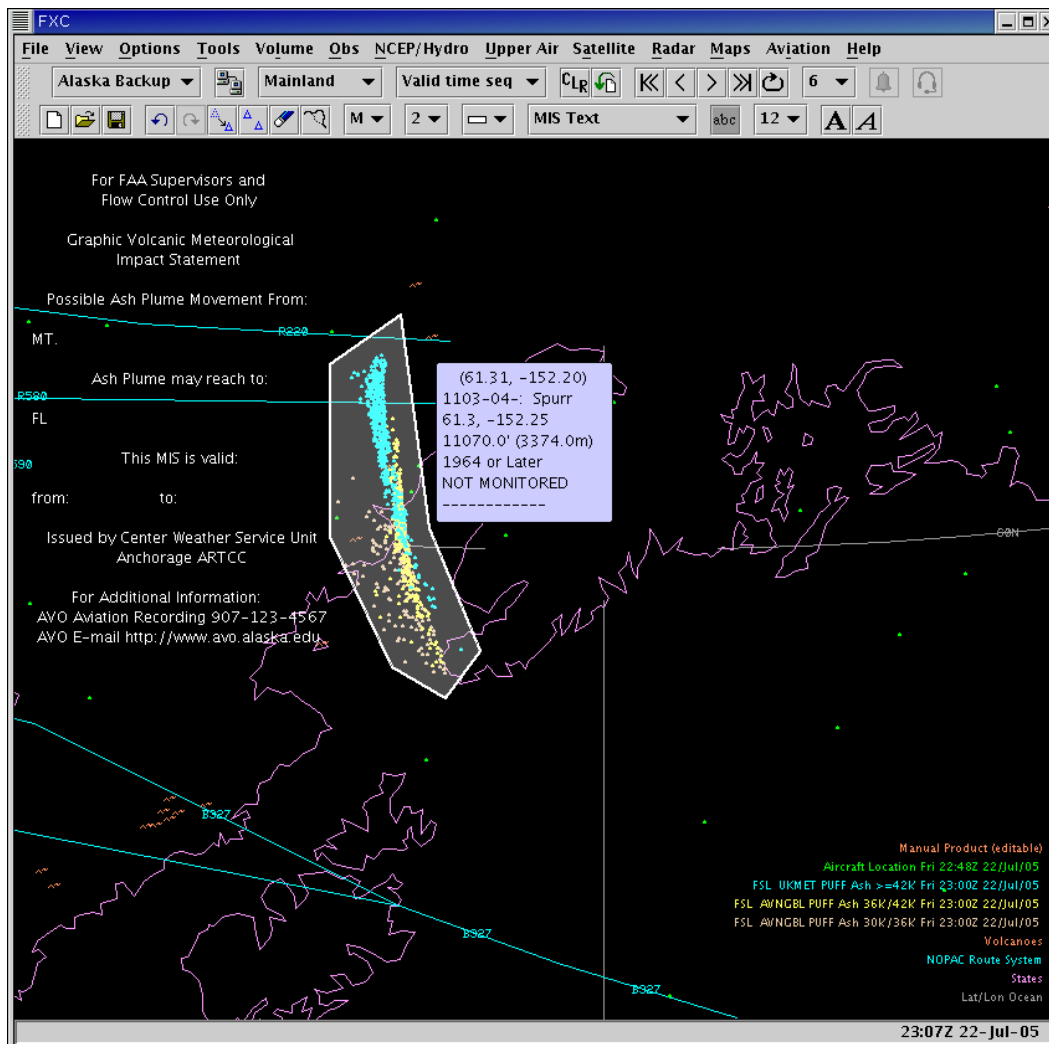 FXC
File View Options Tools Volume Obs NCEP/Hydro Upper Air Satellite Radar Maps Aviation Help
Alaska Backup Mainland Valid time seq CLR 6
M 2 MIS Text abc 12 A A
For FAA Supervisors and
Flow Control Use Only
Graphic Volcanic Meteorological
Impact Statement
Possible Ash Plume Movement From:
R220
MT.
(61.31, -152.20)
Ash Plume may reach to:
1103-04-: Spurr
R580
FL
61.3, -152.25
11070.0' (3374.0m)
This MIS is valid:
1964 or Later
NOT MONITORED
------------
from: to:
Issued by Center Weather Service Unit
Anchorage ARTCC
60N
For Additional Information:
AVO Aviation Recording 907-123-4567
AVO E-mail http://www.avo.alaska.edu
B327
B327
B327
Manual Product (editable)
Aircraft Location Fri 22:48Z 22/Jul/05
FSL UKMET PUFF Ash >=42k' Fri 23:00Z 22/Jul/05
FSL AVNGBL PUFF Ash 36k'/42k' Fri 23:00Z 22/Jul/05
FSL AVNGBL PUFF Ash 30k'/36k' Fri 23:00Z 22/Jul/05
Volcanoes
NOPAC Route System
States
Lat/Lon Ocean
23:07Z 22-Jul-05